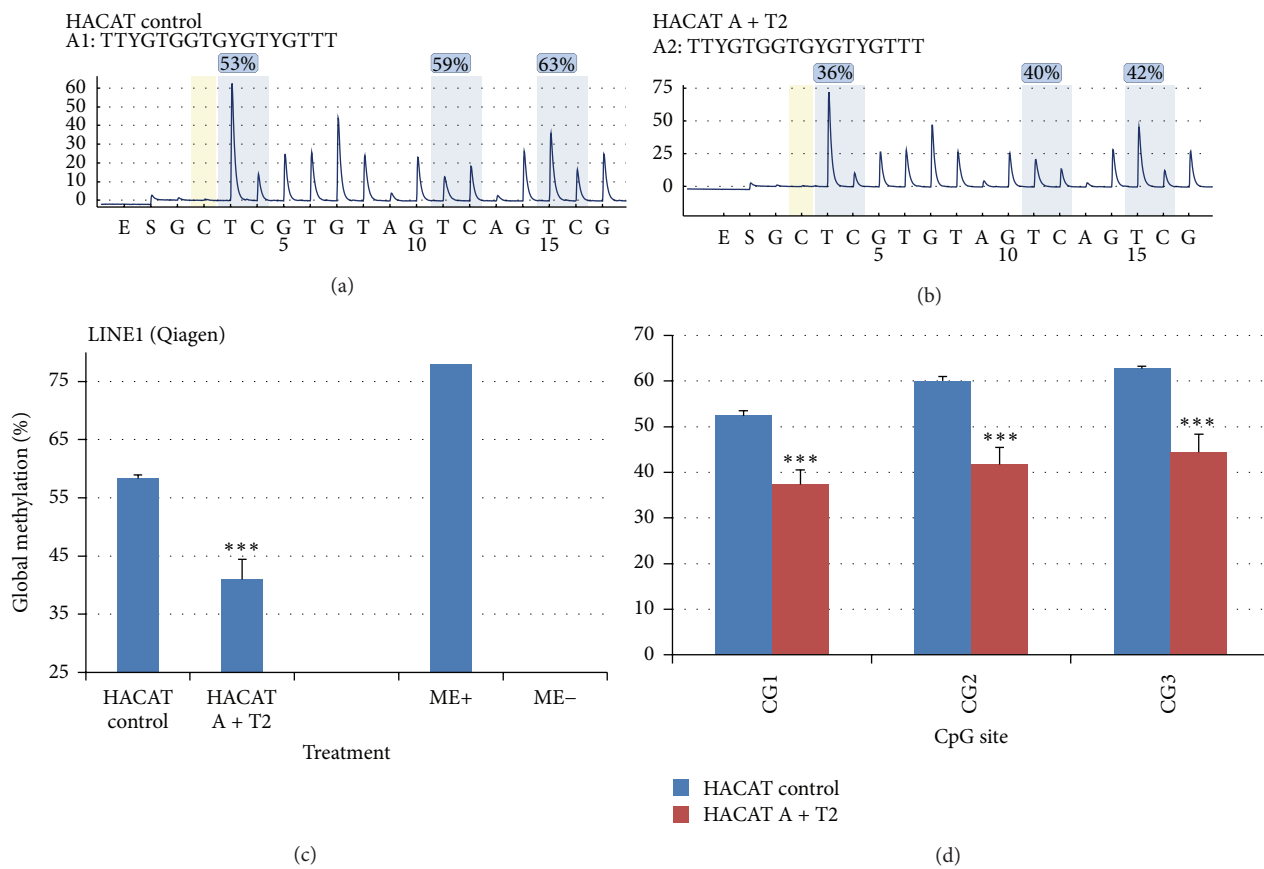 HACAT control
A1: TTYGTGGTGYGTYGTTT
53% 59% 63%
60
50
40
30
20
10
0
E S G C T C G T G T A G T C A G T C G
5 10 15
(a)
HACAT A + T2
A2: TTYGTGGTGYGTYGTTT
36% 40% 42%
75
50
25
0
E S G C T C G T G T A G T C A G T C G
5 10 15
(b)
LINE1 (Qiagen)
Global methylation (%)
75
65
55
45
35
25
***
HACAT control
HACAT A + T2
ME+
ME−
Treatment
(c)
70
60
50
40
30
20
10
0
*** *** ***
CG1 CG2 CG3
CpG site
HACAT control
HACAT A + T2
(d)